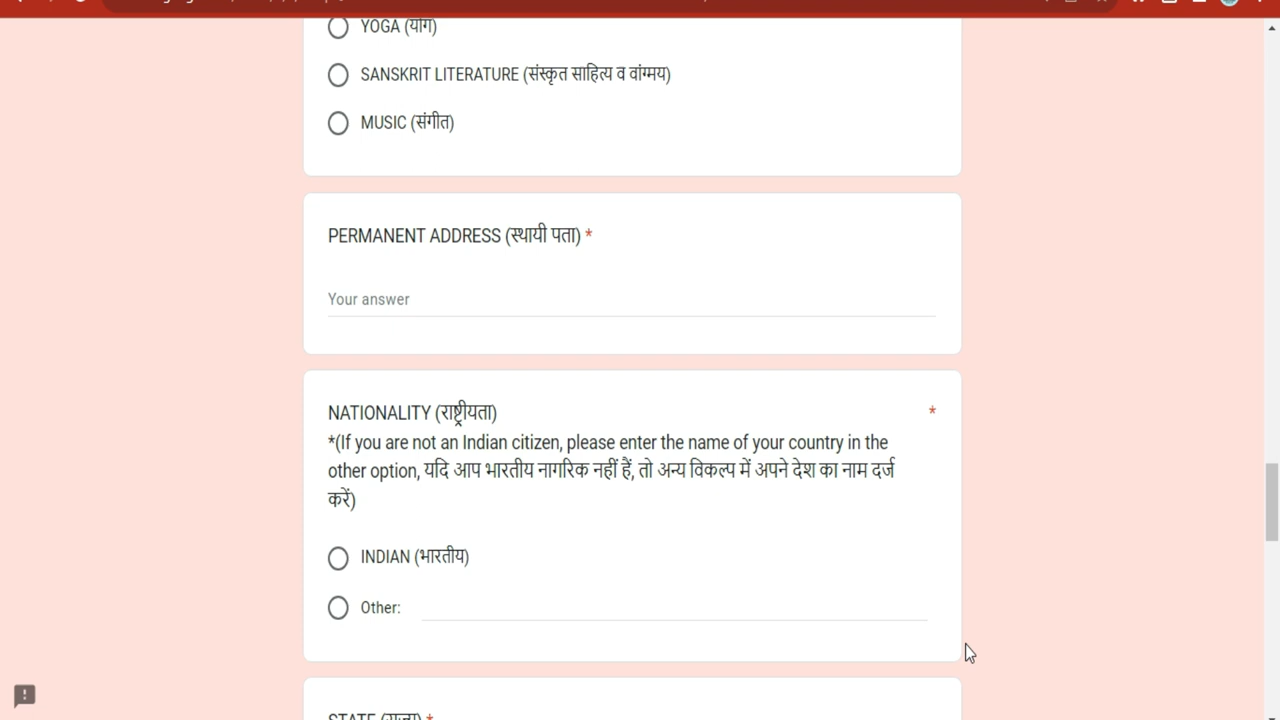 YOGA (योग)
SANSKRIT LITERATURE (संस्कृत साहित्य व वांग्मय)
MUSIC (संगीत)
PERMANENT ADDRESS (स्थायी पता) *
Your answer
NATIONALITY (राष्ट्रीयता) *
*(If you are not an Indian citizen, please enter the name of your country in the
other option, यदि आप भारतीय नागरिक नहीं हैं, तो अन्य विकल्प में अपने देश का नाम दर्ज
करें)
INDIAN (भारतीय)
Other:
STATE (राज्य) *